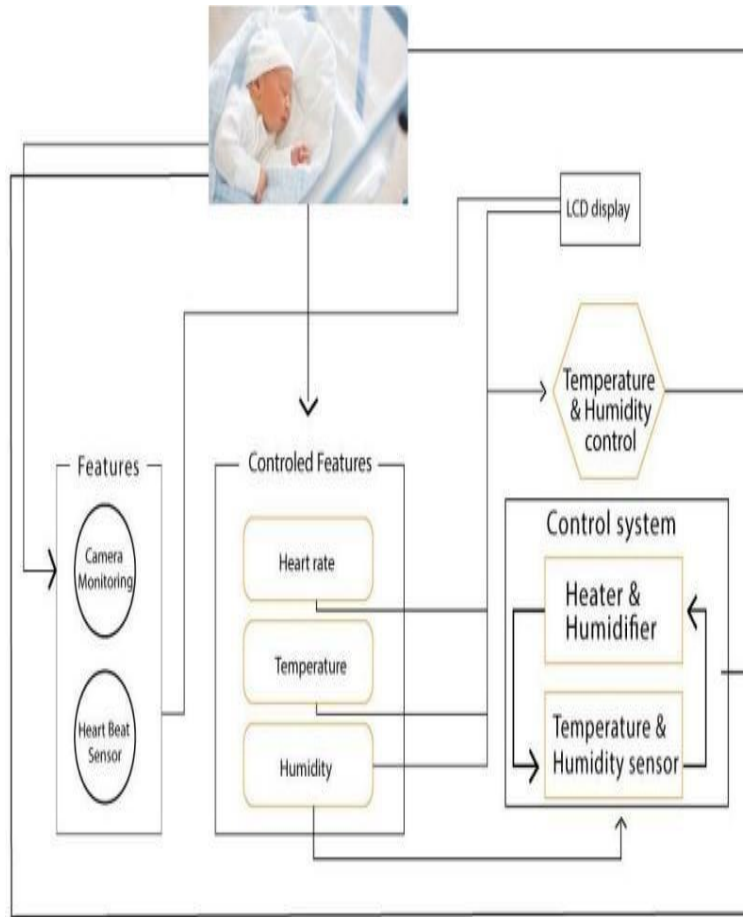 LCD display
Temperature
& Humidity
control
Features
Camera
Monitoring
Heart Beat
Sensor
Controled Features
Heart rate
Temperature
Humidity
Control system
Heater &
Humidifier
Temperature &
Humidity sensor